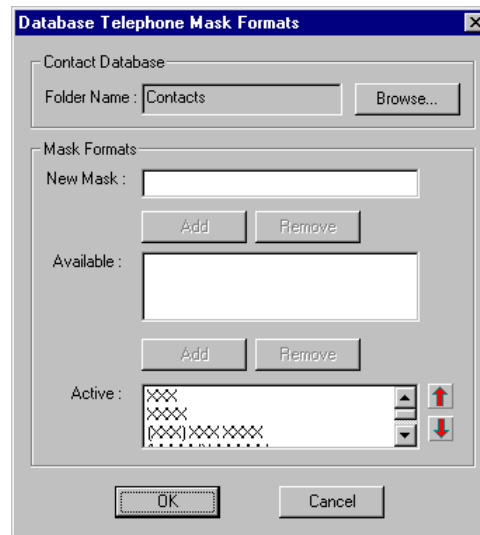 Database Telephone Mask Formats
Contact Database
Folder Name : Contacts Browse...
Mask Formats
New Mask :
Add Remove
Available :
Add Remove
Active : XXX
XXXX
(XXX) XXX XXXX
OK Cancel